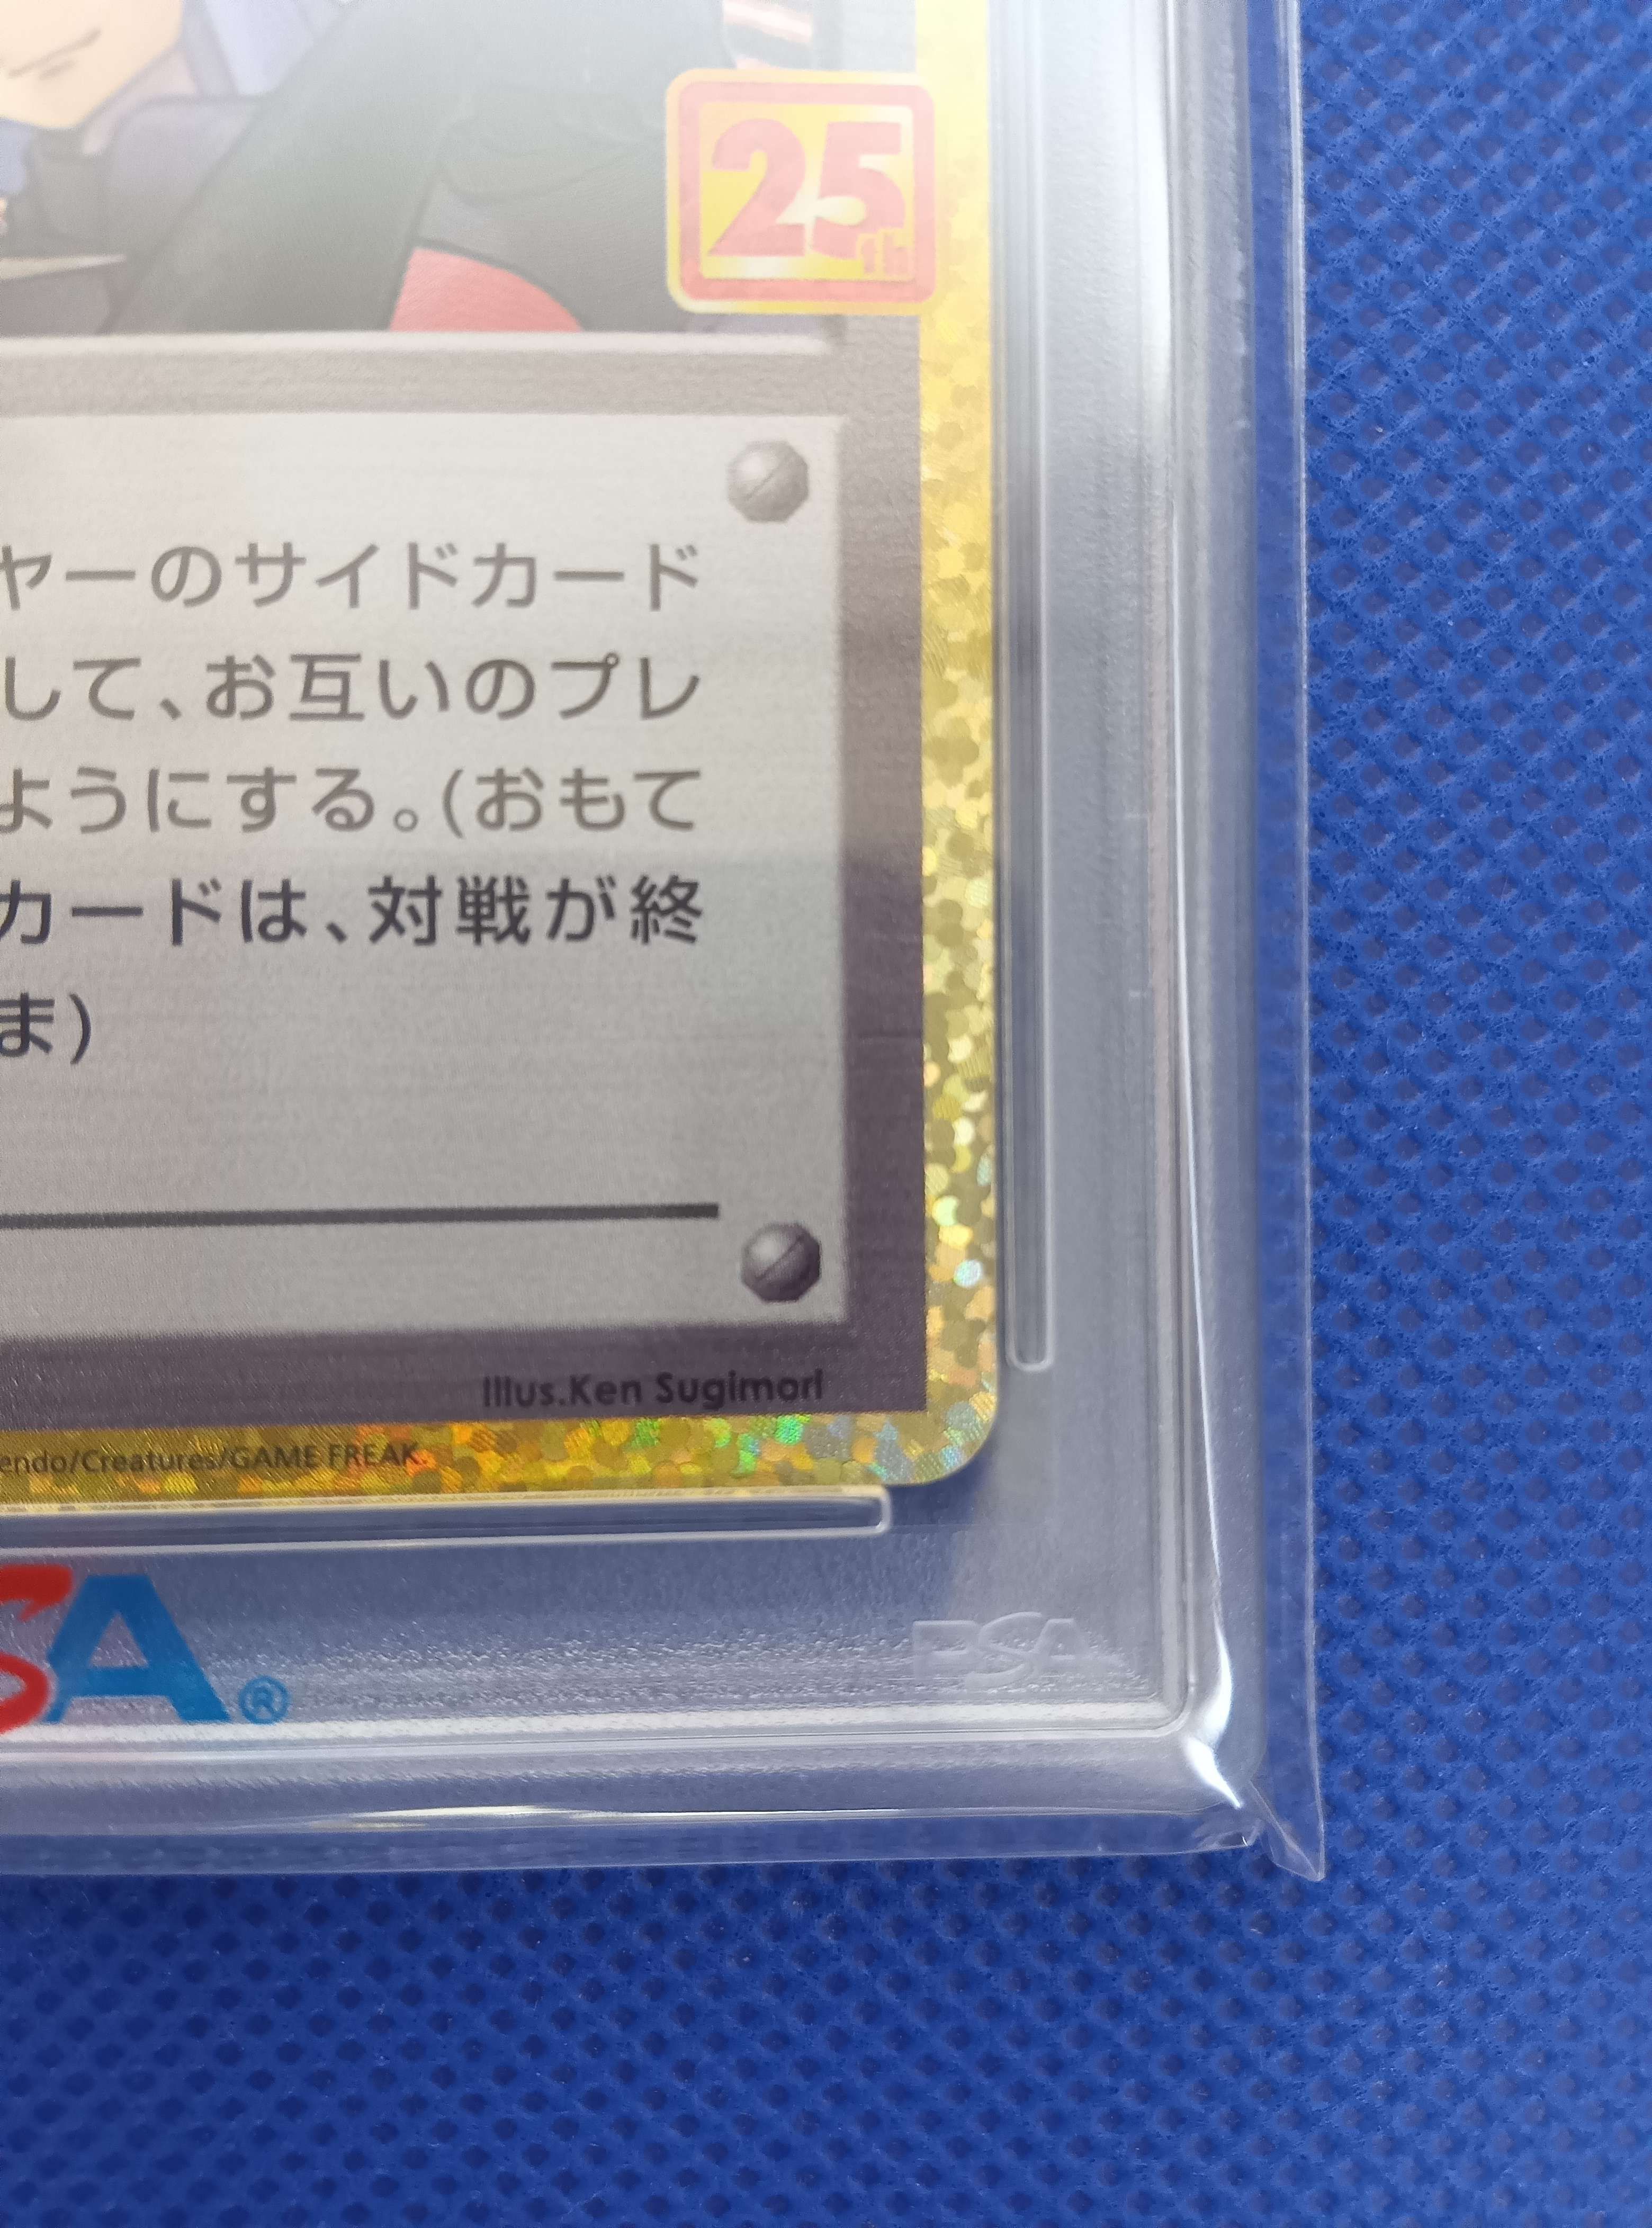 25th
ヤーのサイドカード
して、お互いのプレ
ようにする。(おもて
カードは、対戦が終
ま)
Illus.Ken Sugimori
endo/Creatures/GAME FREAK.
SA®
PSA